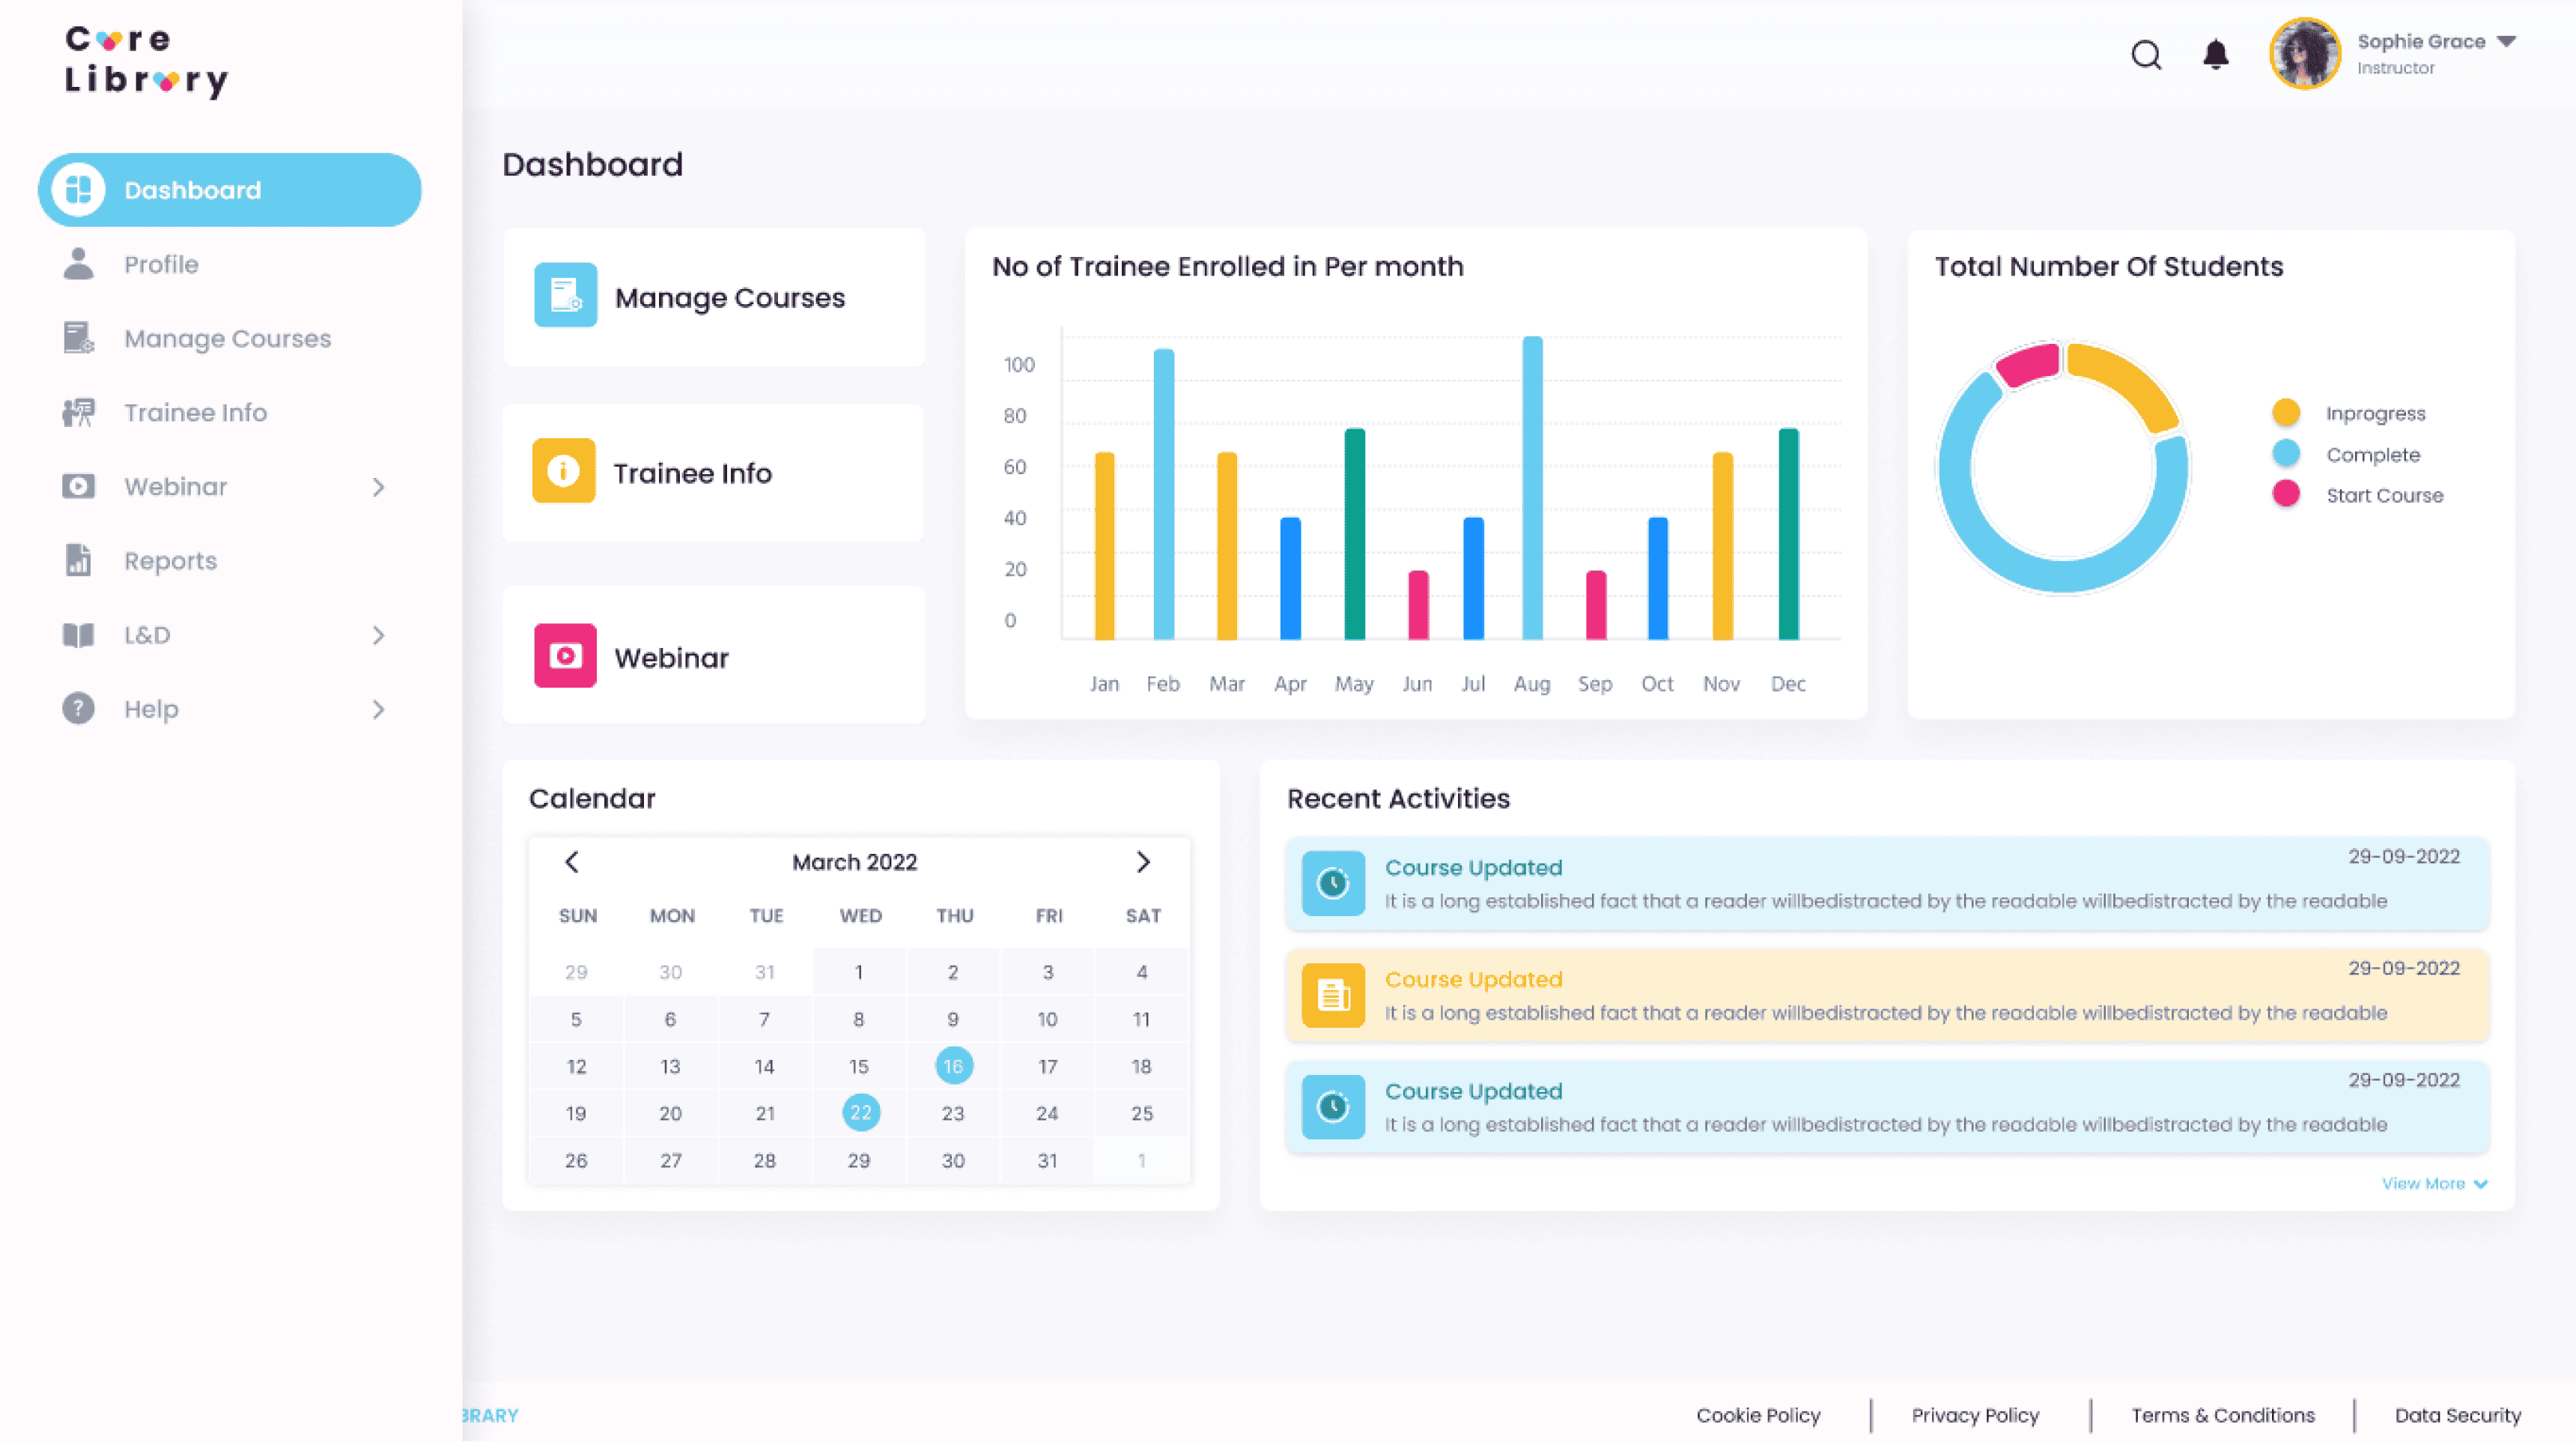 Core
Library
Sophie Grace
Instructor
Dashboard
Profile
Manage Courses
Trainee Info
Webinar
Reports
L&D
Help
Dashboard
Manage Courses
Trainee Info
Webinar
No of Trainee Enrolled in Per month
100
80
60
40
20
0
Jan Feb Mar Apr May Jun Jul Aug Sep Oct Nov Dec
Total Number Of Students
Inprogress
Complete
Start Course
Calendar
March 2022
SUN MON TUE WED THU FRI SAT
29 30 31 1 2 3 4
5 6 7 8 9 10 11
12 13 14 15 16 17 18
19 20 21 22 23 24 25
26 27 28 29 30 31 1
Recent Activities
Course Updated
29-09-2022
It is a long established fact that a reader willbedistracted by the readable willbedistracted by the readable
Course Updated
29-09-2022
It is a long established fact that a reader willbedistracted by the readable willbedistracted by the readable
Course Updated
29-09-2022
It is a long established fact that a reader willbedistracted by the readable willbedistracted by the readable
View More
BRARY
Cookie Policy
Privacy Policy
Terms & Conditions
Data Security